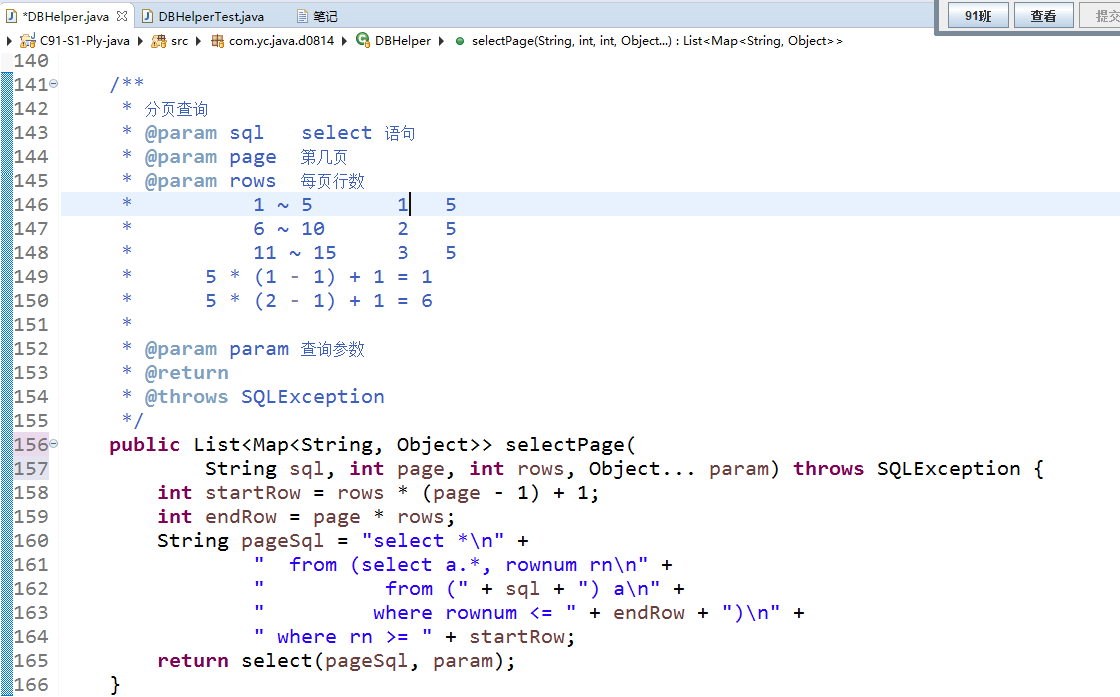 *DBHelper.java DBHelperTest.java 笔记 91班 查看 提交
C91-S1-Ply-java src com.yc.java.d0814 DBHelper selectPage(String, int, int, Object...) : List<Map<String, Object>>
140
141 /**
142 * 分页查询
143 * @param sql select 语句
144 * @param page 第几页
145 * @param rows 每页行数
146 * 1 ~ 5 1 5
147 * 6 ~ 10 2 5
148 * 11 ~ 15 3 5
149 * 5 * (1 - 1) + 1 = 1
150 * 5 * (2 - 1) + 1 = 6
151 *
152 * @param param 查询参数
153 * @return
154 * @throws SQLException
155 */
156 public List<Map<String, Object>> selectPage(
157 String sql, int page, int rows, Object... param) throws SQLException {
158 int startRow = rows * (page - 1) + 1;
159 int endRow = page * rows;
160 String pageSql = "select *\n" +
161 "  from (select a.*, rownum rn\n" +
162 "          from (" + sql + ") a\n" +
163 "         where rownum <= " + endRow + ")\n" +
164 " where rn >= " + startRow;
165 return select(pageSql, param);
166 }